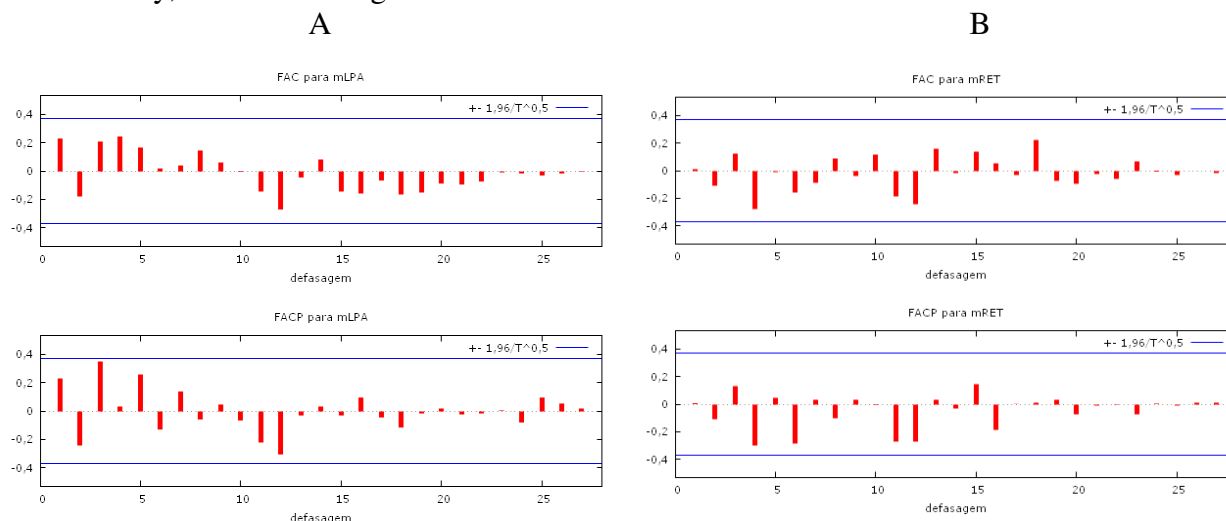 A
B
FAC para mLPA
+- 1,96/T^0,5
0,4
0,2
0
-0,2
-0,4
0 5 10 15 20 25
defasagem
FAC para mRET
+- 1,96/T^0,5
0,4
0,2
0
-0,2
-0,4
0 5 10 15 20 25
defasagem
FACP para mLPA
+- 1,96/T^0,5
0,4
0,2
0
-0,2
-0,4
0 5 10 15 20 25
defasagem
FACP para mRET
+- 1,96/T^0,5
0,4
0,2
0
-0,2
-0,4
0 5 10 15 20 25
defasagem